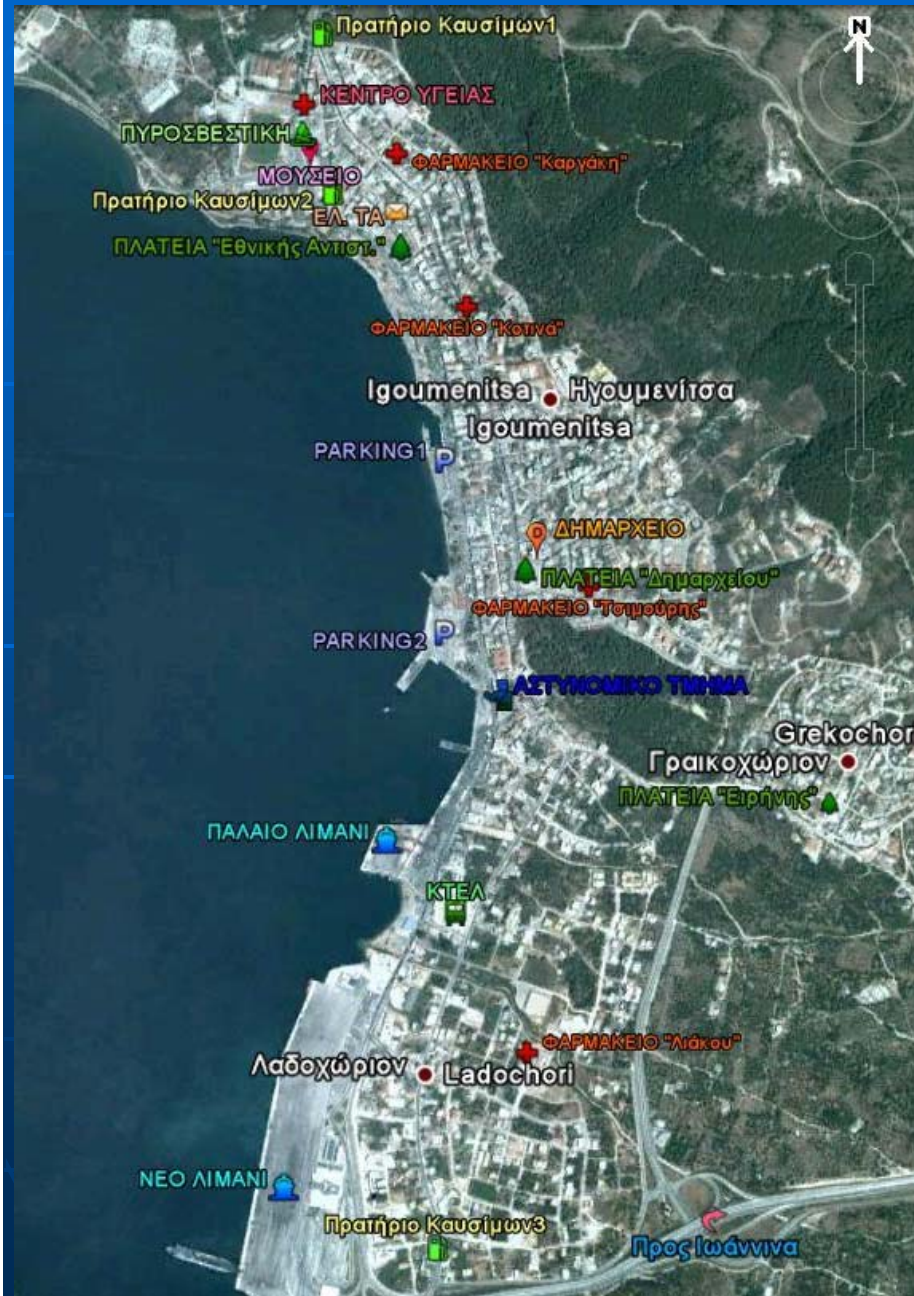 Πρατήριο Καυσίμων1
N
ΚΕΝΤΡΟ ΥΓΕΙΑΣ
ΠΥΡΟΣΒΕΣΤΙΚΗ
ΦΑΡΜΑΚΕΙΟ "Καργάκη"
ΜΟΥΣΕΙΟ
Πρατήριο Καυσίμων2
ΕΛ. ΤΑ
ΠΛΑΤΕΙΑ "Εθνικής Αντιστ."
ΦΑΡΜΑΚΕΙΟ "Κοτινά"
Igoumenitsa Ηγουμενίτσα
Igoumenitsa
PARKING1 P
ΔΗΜΑΡΧΕΙΟ
ΠΛΑΤΕΙΑ "Δημαρχείου"
ΦΑΡΜΑΚΕΙΟ "Τσιμούρης"
PARKING2 P
ΑΣΤΥΝΟΜΙΚΟ ΤΜΗΜΑ
Grekochor
Γραικοχώριον
ΠΛΑΤΕΙΑ "Ειρήνης"
ΠΑΛΑΙΟ ΛΙΜΑΝΙ
ΚΤΕΛ
ΦΑΡΜΑΚΕΙΟ "Λιάκου"
Λαδοχώριον Ladochori
ΝΕΟ ΛΙΜΑΝΙ
Πρατήριο Καυσίμων3
Προς Ιωάννινα